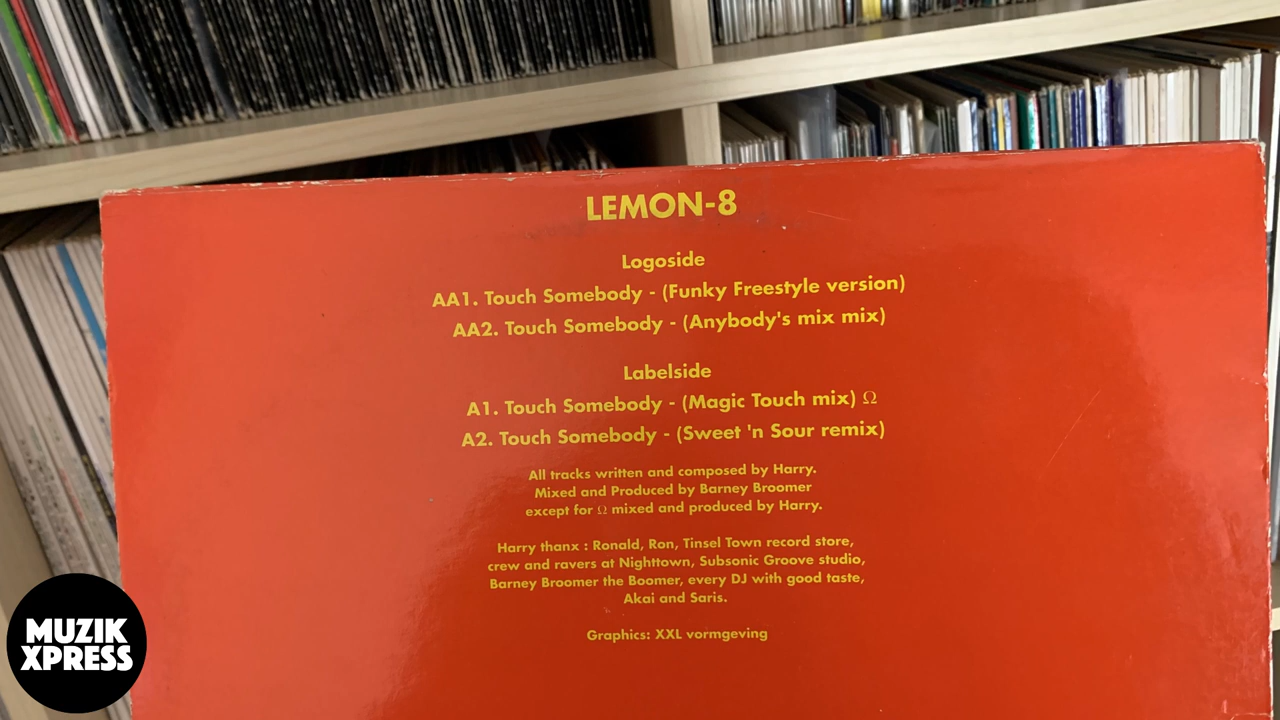 LEMON-8
Logoside
AA1. Touch Somebody - (Funky Freestyle version)
AA2. Touch Somebody - (Anybody's mix mix)
Labelside
A1. Touch Somebody - (Magic Touch mix) Ω
A2. Touch Somebody - (Sweet 'n Sour remix)
All tracks written and composed by Harry.
Mixed and Produced by Barney Broomer
except for Ω mixed and produced by Harry.
Harry thanx : Ronald, Ron, Tinsel Town record store,
crew and ravers at Nighttown, Subsonic Groove studio,
Barney Broomer the Boomer, every DJ with good taste,
Akai and Saris.
Graphics: XXL vormgeving
MUZIK
XPRESS